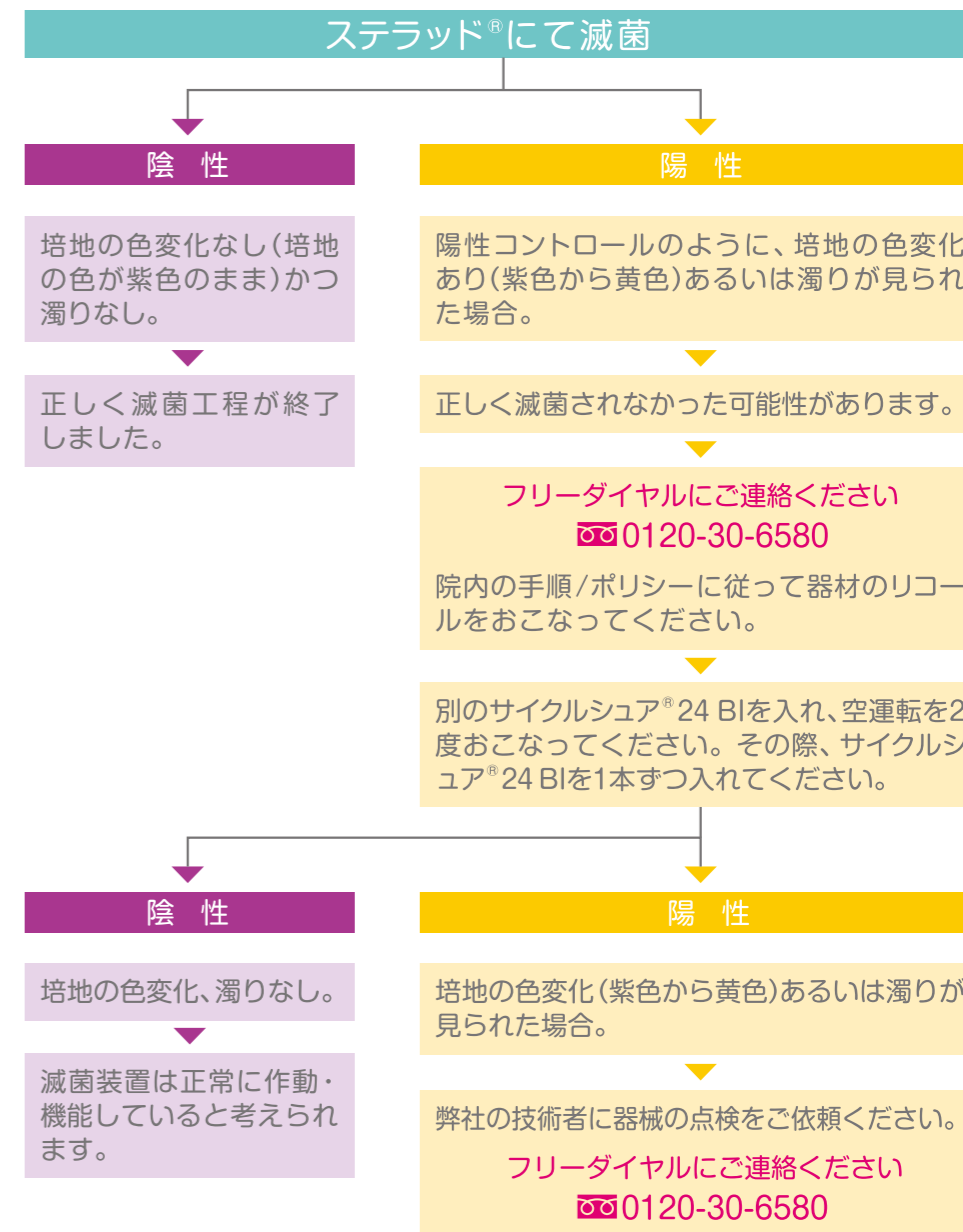 ステラッド®にて滅菌
陰 性
培地の色変化なし(培地
の色が紫色のまま)かつ
濁りなし。
正しく滅菌工程が終了
しました。
陽 性
陽性コントロールのように、培地の色変化
あり(紫色から黄色)あるいは濁りが見られ
た場合。
正しく滅菌されなかった可能性があります。
フリーダイヤルにご連絡ください
0120-30-6580
院内の手順/ポリシーに従って器材のリコー
ルをおこなってください。
別のサイクルシュア®24 BIを入れ、空運転を2
度おこなってください。その際、サイクルシ
ュア®24 BIを1本ずつ入れてください。
陰 性
培地の色変化、濁りなし。
滅菌装置は正常に作動・
機能していると考えられ
ます。
陽 性
培地の色変化(紫色から黄色)あるいは濁りが
見られた場合。
弊社の技術者に器械の点検をご依頼ください。
フリーダイヤルにご連絡ください
0120-30-6580